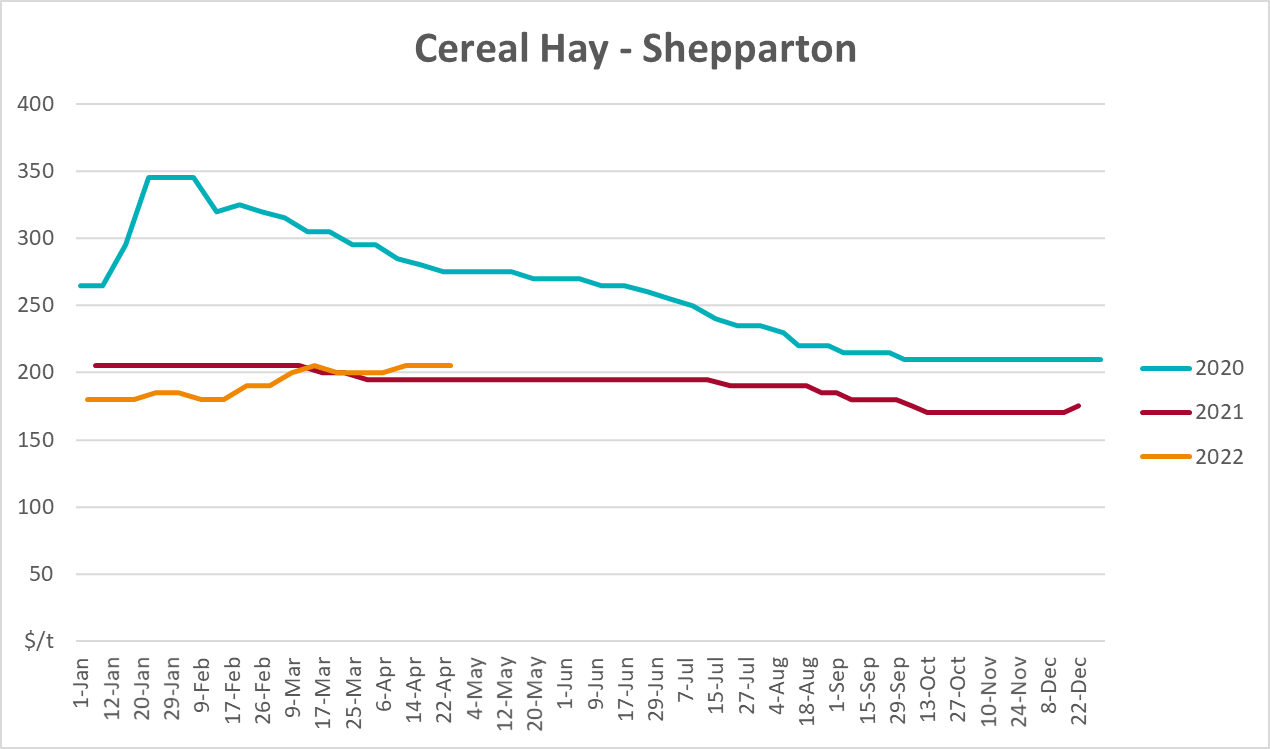 Cereal Hay - Shepparton
400
350
300
250
200
150
100
50
$/t
1-Jan
12-Jan
20-Jan
29-Jan
9-Feb
17-Feb
26-Feb
9-Mar
17-Mar
25-Mar
6-Apr
14-Apr
22-Apr
4-May
12-May
20-May
1-Jun
9-Jun
17-Jun
29-Jun
7-Jul
15-Jul
27-Jul
4-Aug
18-Aug
1-Sep
15-Sep
29-Sep
13-Oct
27-Oct
10-Nov
24-Nov
8-Dec
22-Dec
2020
2021
2022